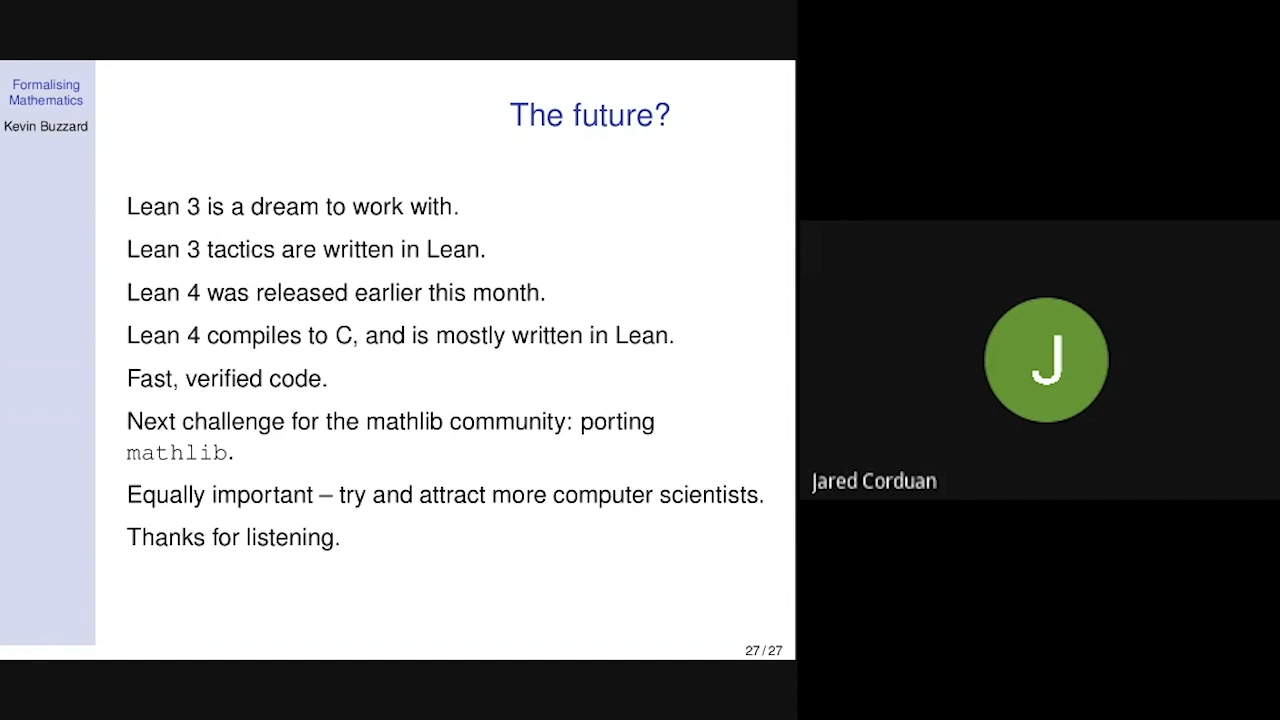 Formalising
Mathematics
Kevin Buzzard
The future?
Lean 3 is a dream to work with.
Lean 3 tactics are written in Lean.
Lean 4 was released earlier this month.
Lean 4 compiles to C, and is mostly written in Lean.
Fast, verified code.
Next challenge for the mathlib community: porting
mathlib.
Equally important – try and attract more computer scientists.
Thanks for listening.
27 / 27
J
Jared Corduan